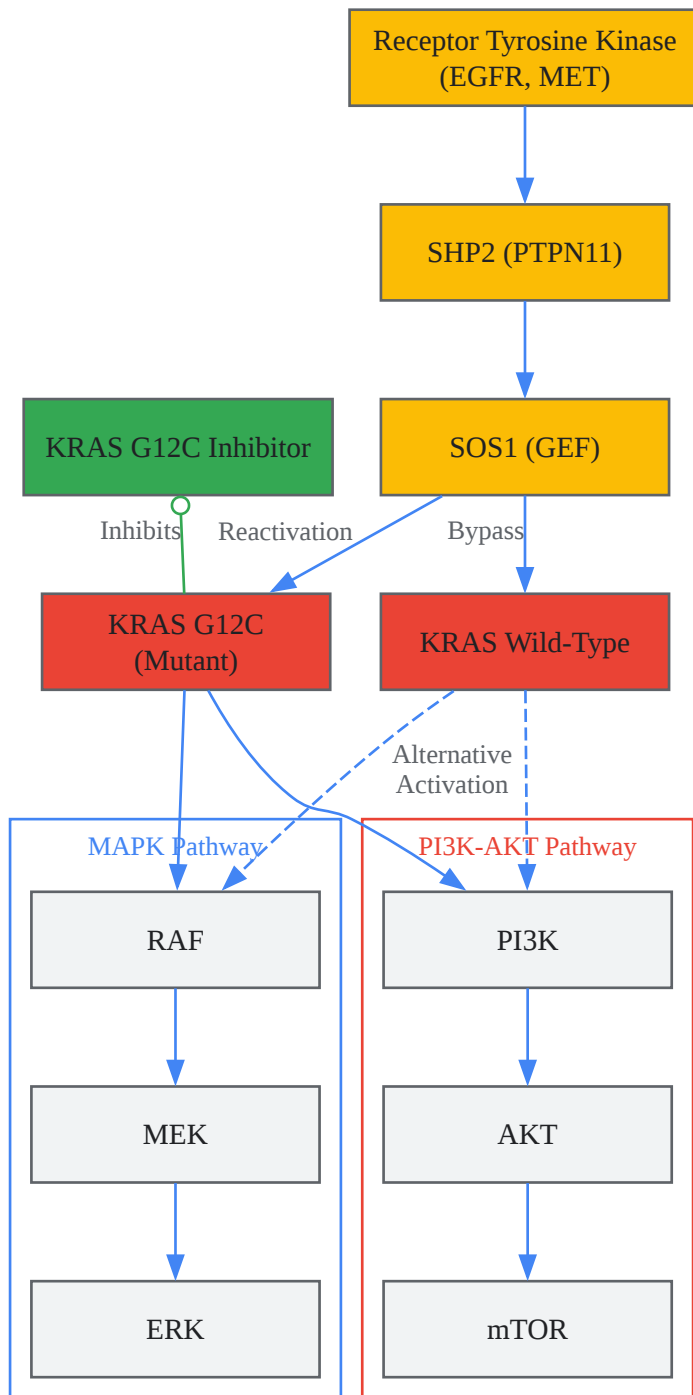 Receptor Tyrosine Kinase
(EGFR, MET)
SHP2 (PTPN11)
KRAS G12C Inhibitor
SOS1 (GEF)
Inhibits
Reactivation
Bypass
KRAS G12C
(Mutant)
KRAS Wild-Type
Alternative
Activation
MAPK Pathway
PI3K-AKT Pathway
RAF
PI3K
MEK
AKT
ERK
mTOR